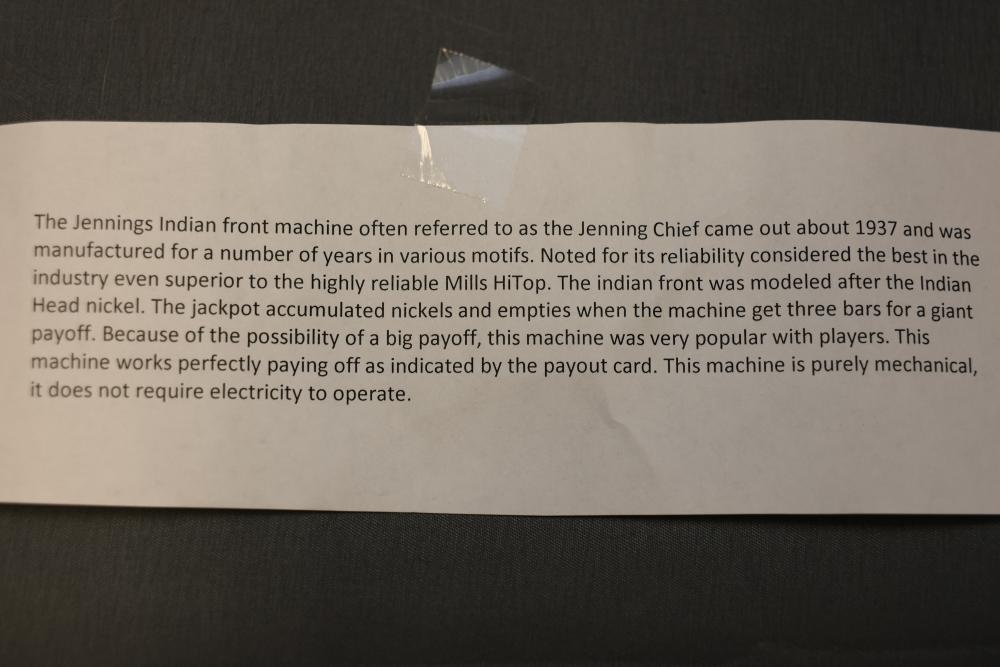 The Jennings Indian front machine often referred to as the Jenning Chief came out about 1937 and was
manufactured for a number of years in various motifs. Noted for its reliability considered the best in the
industry even superior to the highly reliable Mills HiTop. The indian front was modeled after the Indian
Head nickel. The jackpot accumulated nickels and empties when the machine get three bars for a giant
payoff. Because of the possibility of a big payoff, this machine was very popular with players. This
machine works perfectly paying off as indicated by the payout card. This machine is purely mechanical,
it does not require electricity to operate.